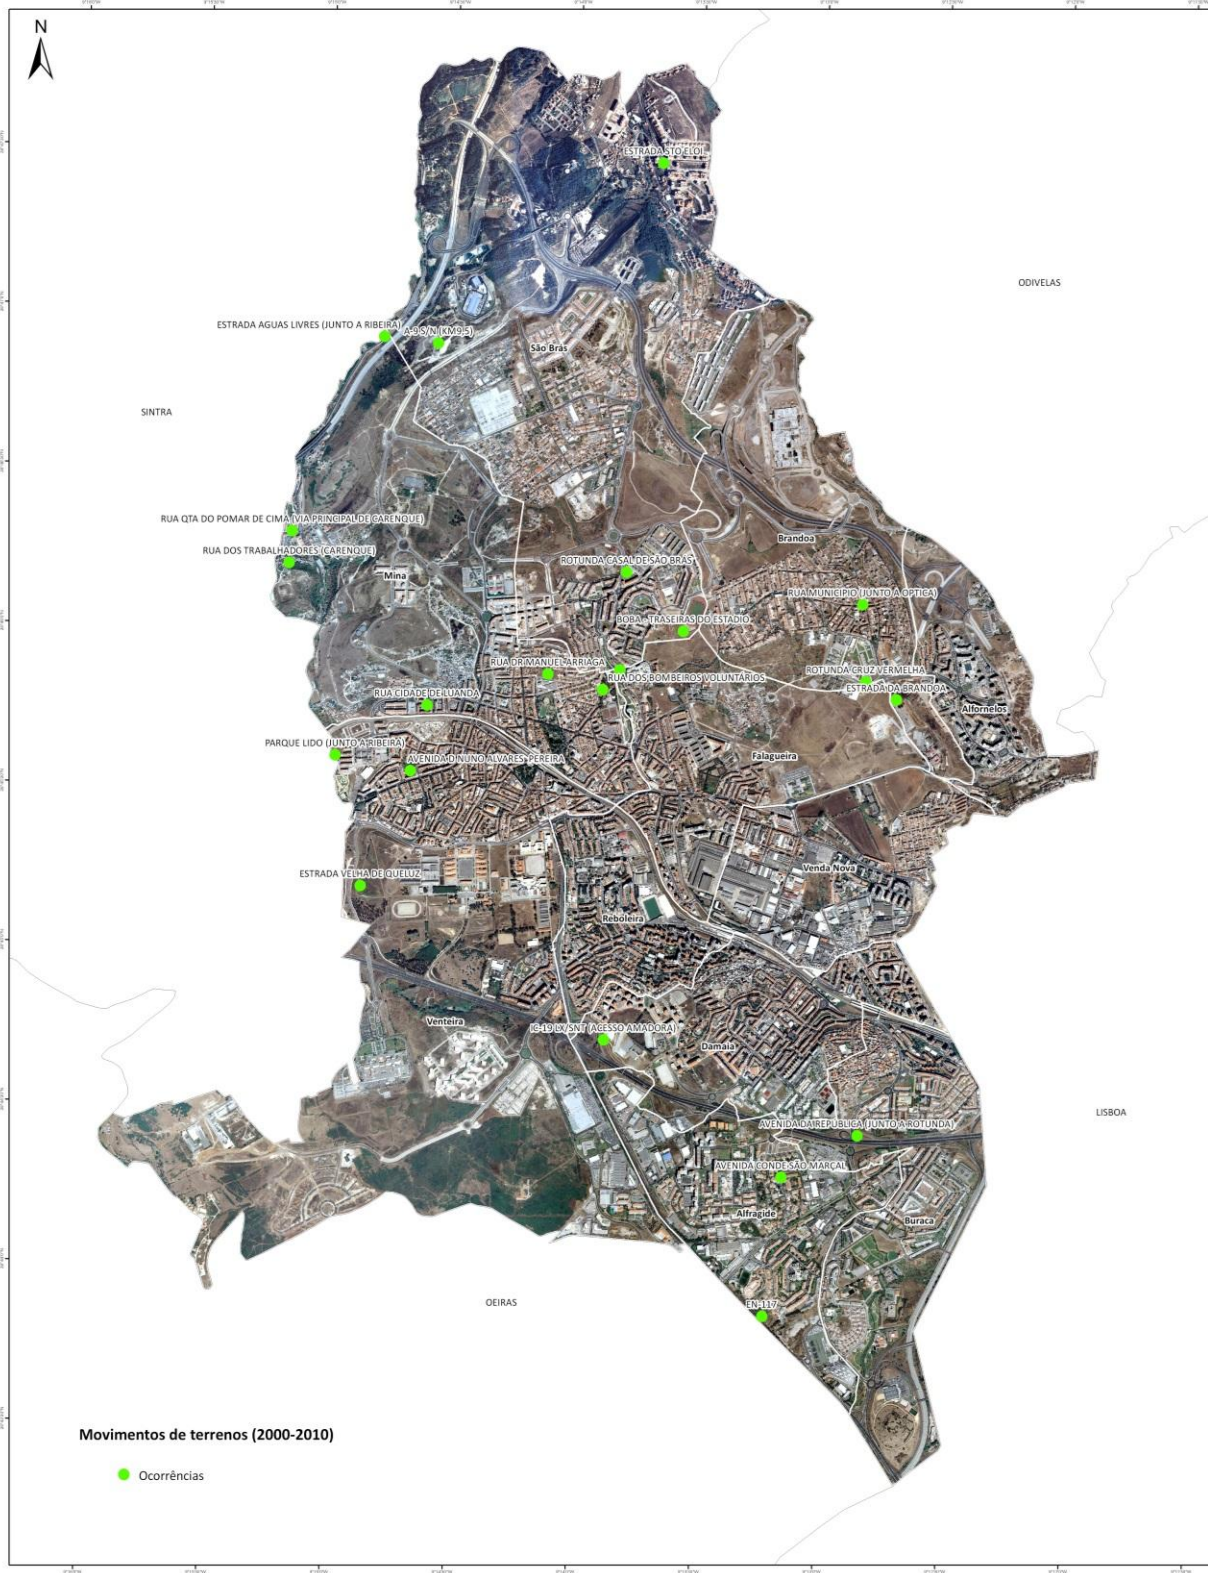 N
ESTRADA STO ELOI
ODIVELAS
ESTRADA AGUAS LIVRES (JUNTO A RIBEIRA)
A-9 S/N (KM9,5)
São Brás
SINTRA
RUA QTA DO POMAR DE CIMA (VIA PRINCIPAL DE CARENQUE)
Brandoa
RUA DOS TRABALHADORES (CARENQUE)
ROTUNDA CASAL DE SÃO BRÁS
Mina
RUA MUNICIPIO (JUNTO A OPTICA)
BOBA - TRASEIRAS DO ESTADIO
RUA DR MANUEL ARRIAGA
ROTUNDA CRUZ VERMELHA
RUA DOS BOMBEIROS VOLUNTÁRIOS
RUA CIDADE DE LUANDA
ESTRADA DA BRANDOA
Alfornelos
PARQUE LIDO (JUNTO A RIBEIRA)
AVENIDA D NUNO ALVARES PEREIRA
Falagueira
ESTRADA VELHA DE QUELUZ
Venda Nova
Reboleira
Venteira
IC-19 LX/SNT (ACESSO AMADORA)
Damaia
LISBOA
AVENIDA DA REPUBLICA (JUNTO A ROTUNDA)
AVENIDA CONDE SÃO MARÇAL
Alfragide
Buraca
OEIRAS
EN-117
Movimentos de terrenos (2000-2010)
Ocorrências